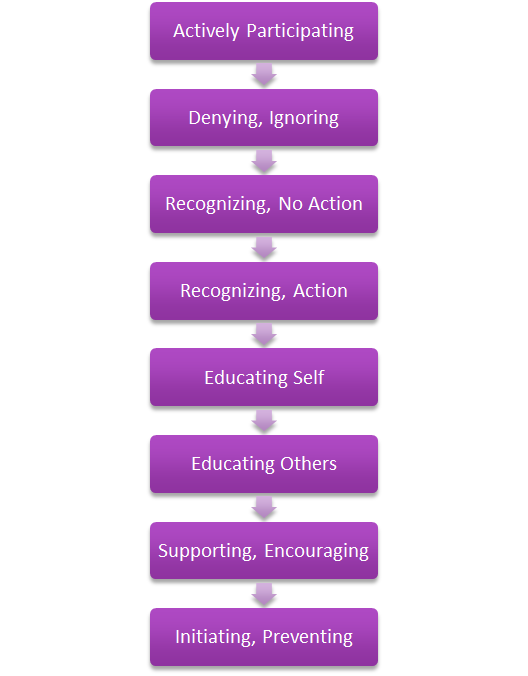 Actively Participating
Denying, Ignoring
Recognizing, No Action
Recognizing, Action
Educating Self
Educating Others
Supporting, Encouraging
Initiating, Preventing